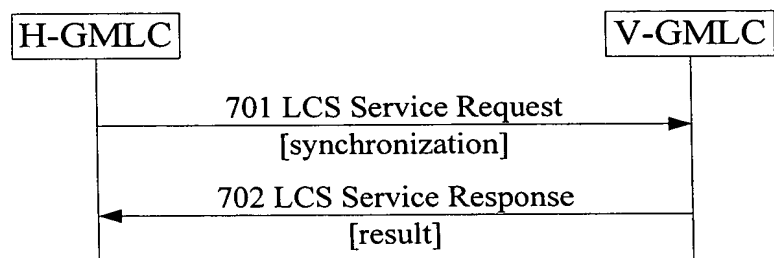 H-GMLC
V-GMLC
701 LCS Service Request
[synchronization]
702 LCS Service Response
[result]